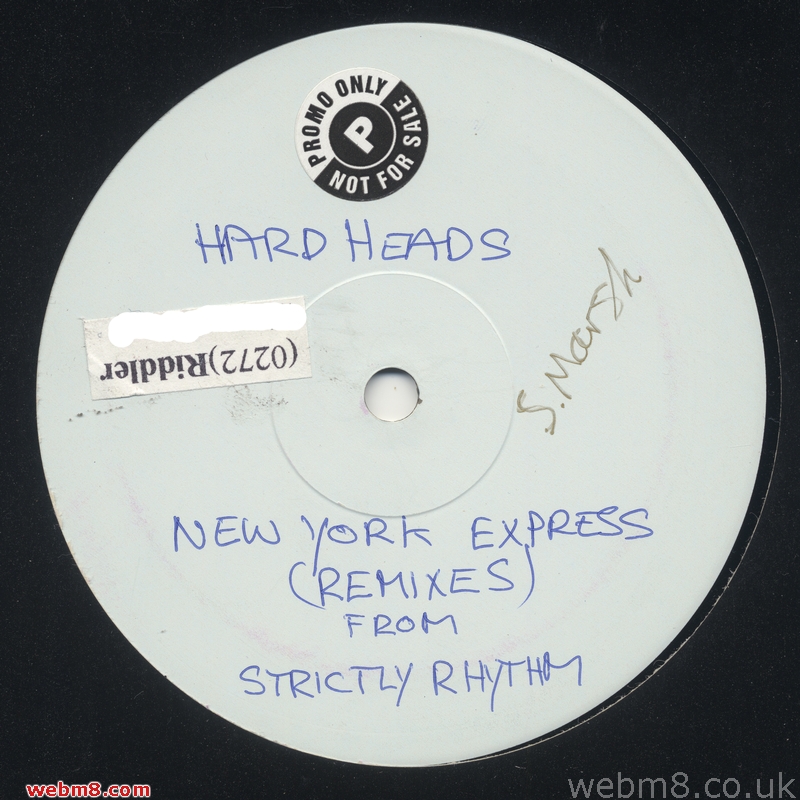 PROMO ONLY
P
NOT FOR SALE
HARD HEADS
S. Marsh
(0272)Riddler
NEW YORK EXPRESS
(REMIXES)
FROM
STRICTLY RHYTHM
webm8.com
webm8.co.uk